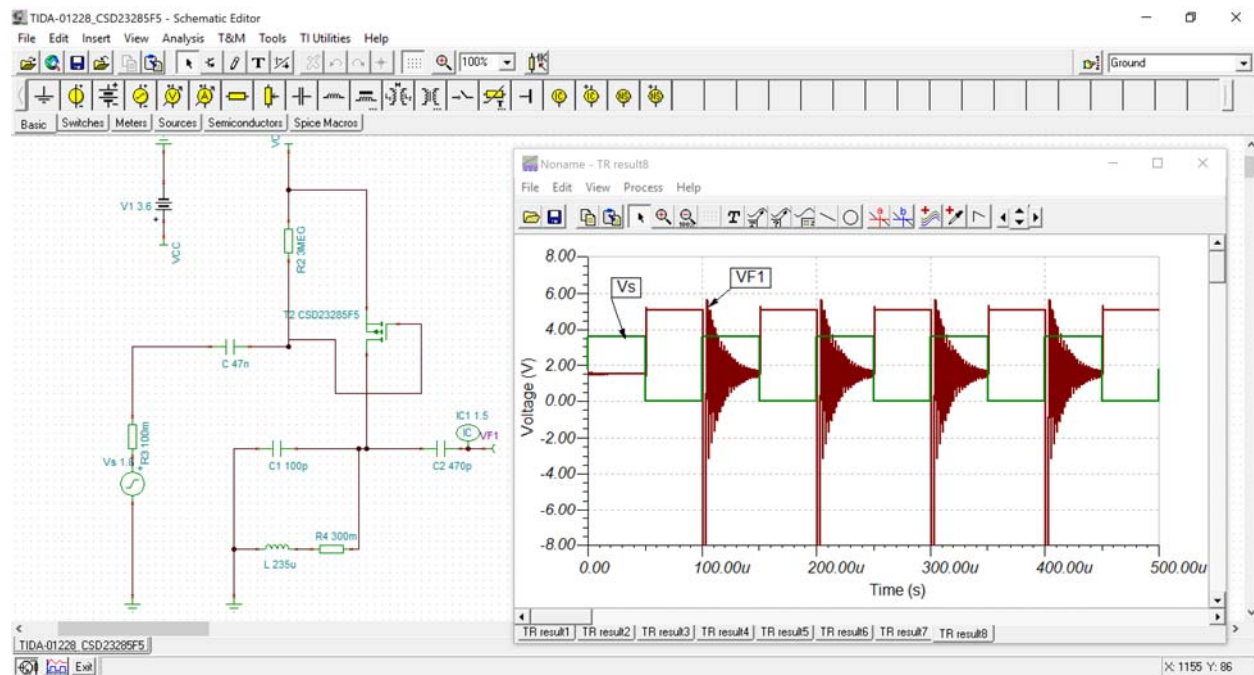 TIDA-01228_CSD23285F5 - Schematic Editor
File Edit Insert View Analysis T&M Tools TI Utilities Help
100%
Ground
Basic Switches Meters Sources Semiconductors Spice Macros
V1 3.6
+
VCC
R2 3MEG
T2 CSD23285F5
C 47n
R3 100m
+
IC1 1.5
IC
VF1
C1 100p
C2 470p
R4 300m
L 235u
Noname - TR result8
File Edit View Process Help
8.00
6.00
4.00
2.00
0.00
-2.00
-4.00
-6.00
-8.00
Voltage (V)
Vs
VF1
0.00 100.00u 200.00u 300.00u 400.00u 500.00u
Time (s)
TR result1 TR result2 TR result3 TR result4 TR result5 TR result6 TR result7 TR result8
TIDA-01228_CSD23285F5
Exit
X: 1155 Y: 86